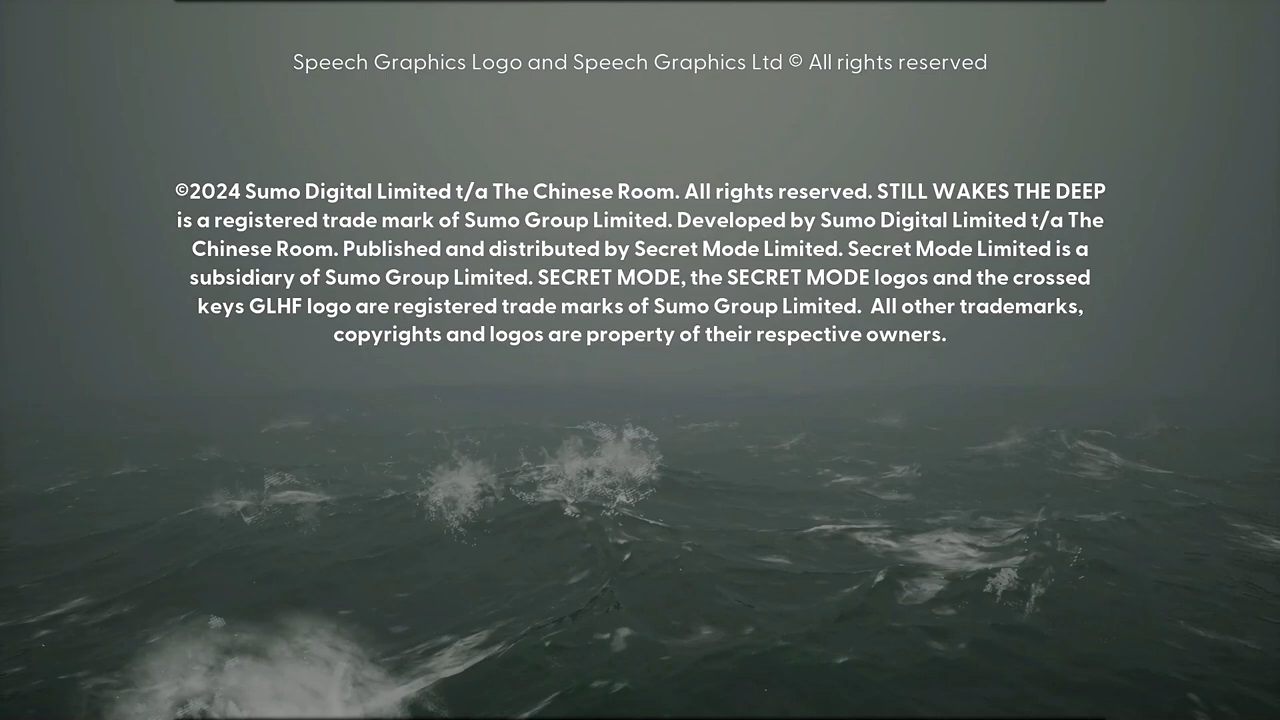 Speech Graphics Logo and Speech Graphics Ltd © All rights reserved
©2024 Sumo Digital Limited t/a The Chinese Room. All rights reserved. STILL WAKES THE DEEP
is a registered trade mark of Sumo Group Limited. Developed by Sumo Digital Limited t/a The
Chinese Room. Published and distributed by Secret Mode Limited. Secret Mode Limited is a
subsidiary of Sumo Group Limited. SECRET MODE, the SECRET MODE logos and the crossed
keys GLHF logo are registered trade marks of Sumo Group Limited.  All other trademarks,
copyrights and logos are property of their respective owners.